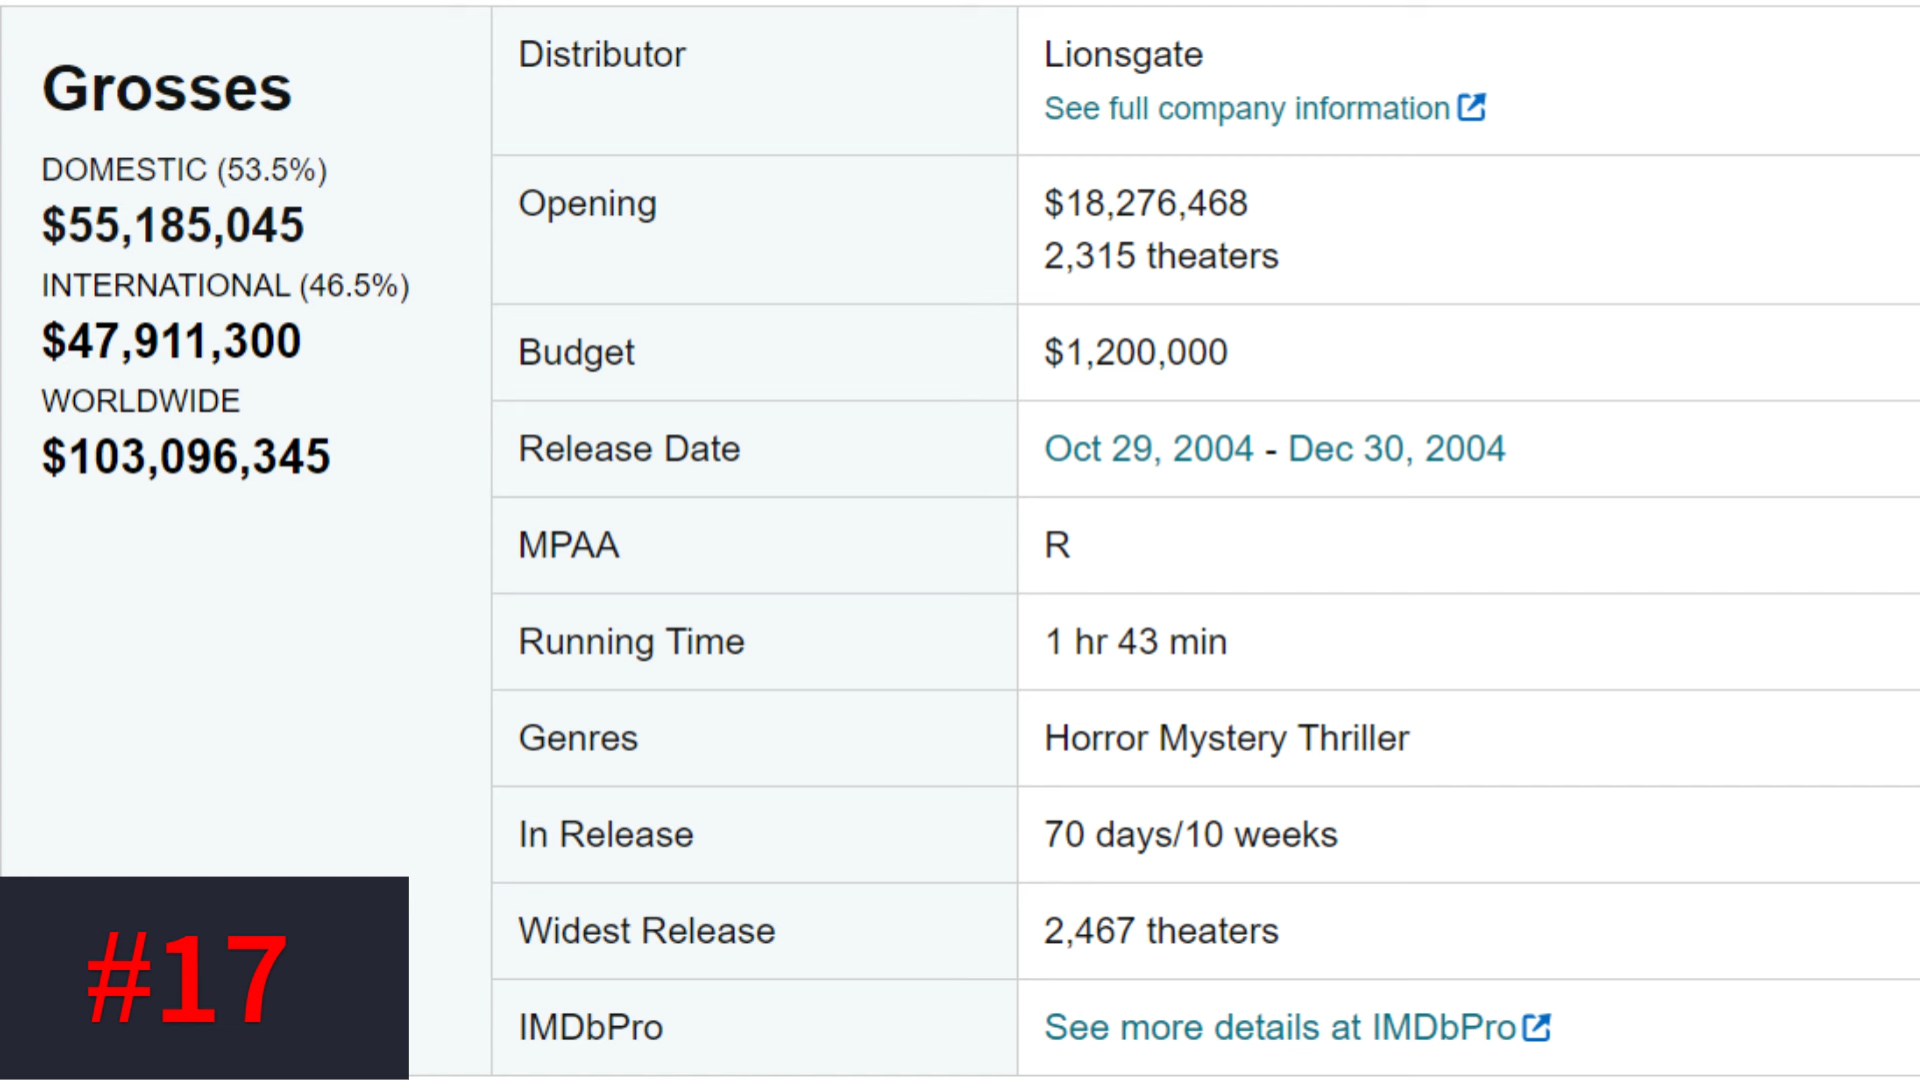 Grosses
DOMESTIC (53.5%)
$55,185,045
INTERNATIONAL (46.5%)
$47,911,300
WORLDWIDE
$103,096,345
Distributor
Lionsgate
See full company information
Opening
$18,276,468
2,315 theaters
Budget
$1,200,000
Release Date
Oct 29, 2004 - Dec 30, 2004
MPAA
R
Running Time
1 hr 43 min
Genres
Horror Mystery Thriller
In Release
70 days/10 weeks
Widest Release
2,467 theaters
IMDbPro
See more details at IMDbPro
#17